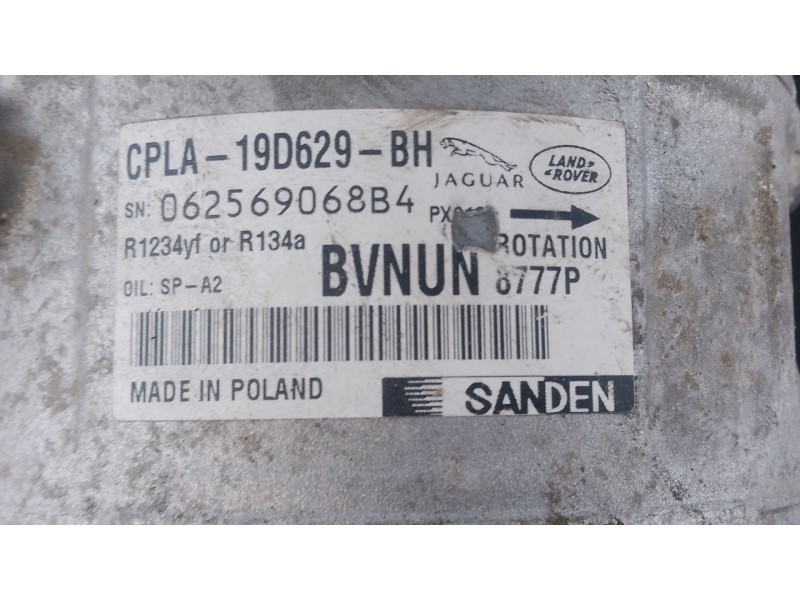 CPLA-19D629-BH
JAGUAR
LAND-
-ROVER
SN: 062569068B4
R1234yf or R134a
ROTATION
OIL: SP-A2
BVNUN
8777P
MADE IN POLAND
SANDEN